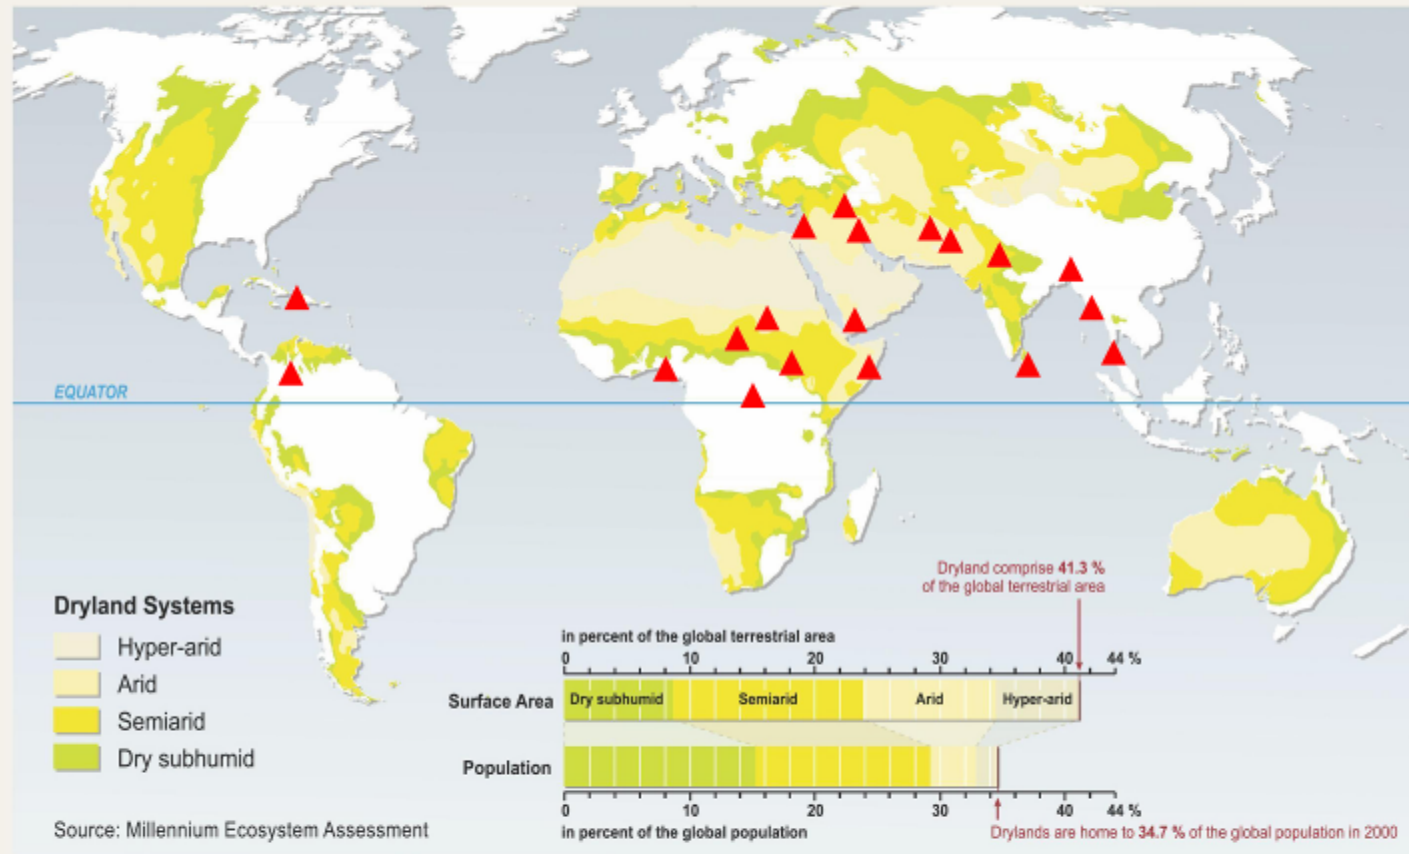 EQUATOR
Dryland Systems
Hyper-arid
Arid
Semiarid
Dry subhumid
Source: Millennium Ecosystem Assessment
Dryland comprise 41.3 %
of the global terrestrial area
in percent of the global terrestrial area
0 10 20 30 40 44 %
Surface Area Dry subhumid Semiarid Arid Hyper-arid
Population
0 10 20 30 40 44 %
in percent of the global population
Drylands are home to 34.7 % of the global population in 2000